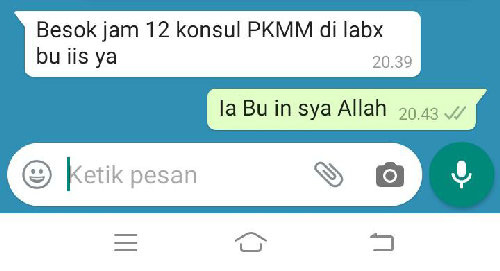 Besok jam 12 konsul PKMM di labx
bu iis ya
20.39
Ia Bu in sya Allah 20.43
Ketik pesan